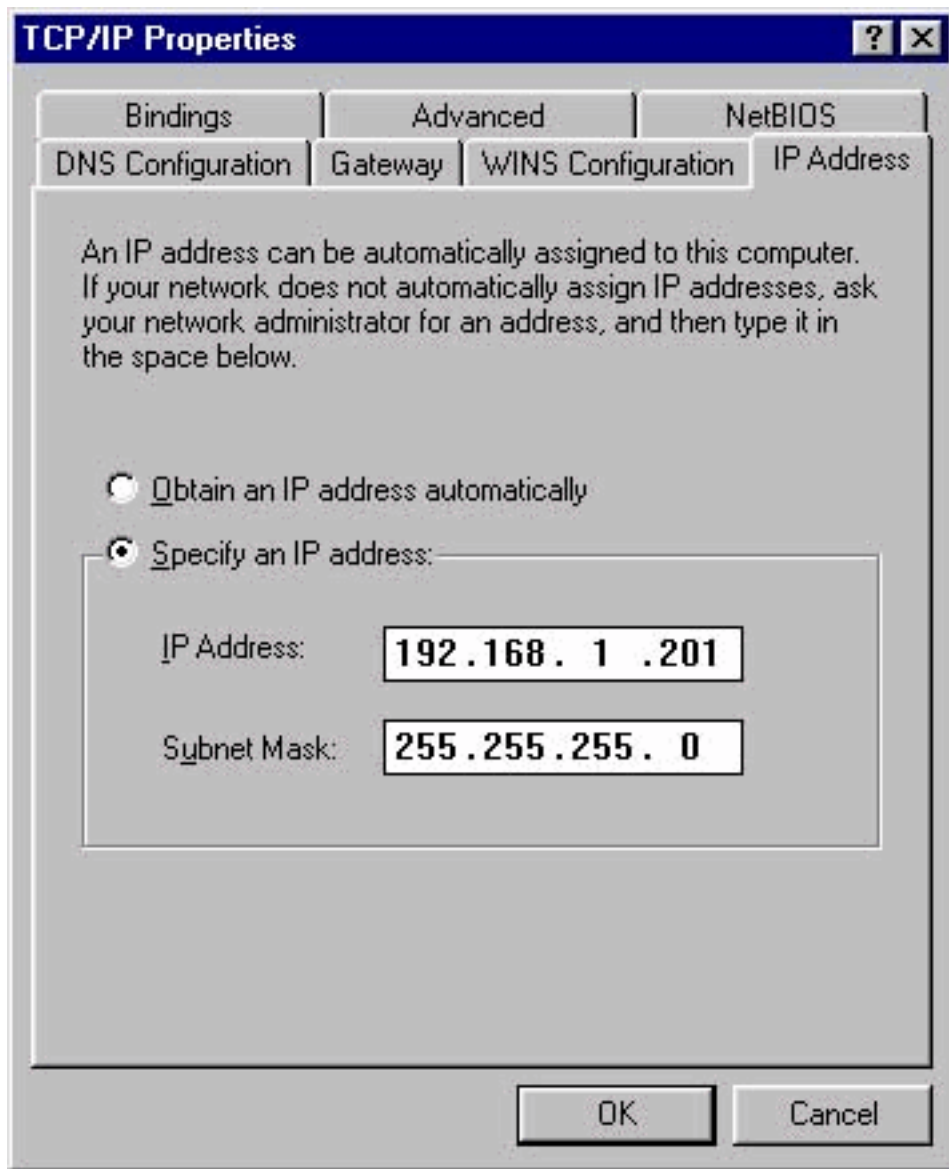 TCP/IP Properties
Bindings Advanced NetBIOS
DNS Configuration Gateway WINS Configuration IP Address
An IP address can be automatically assigned to this computer.
If your network does not automatically assign IP addresses, ask
your network administrator for an address, and then type it in
the space below.
Obtain an IP address automatically
Specify an IP address:
IP Address: 192.168. 1 .201
Subnet Mask: 255.255.255. 0
OK Cancel